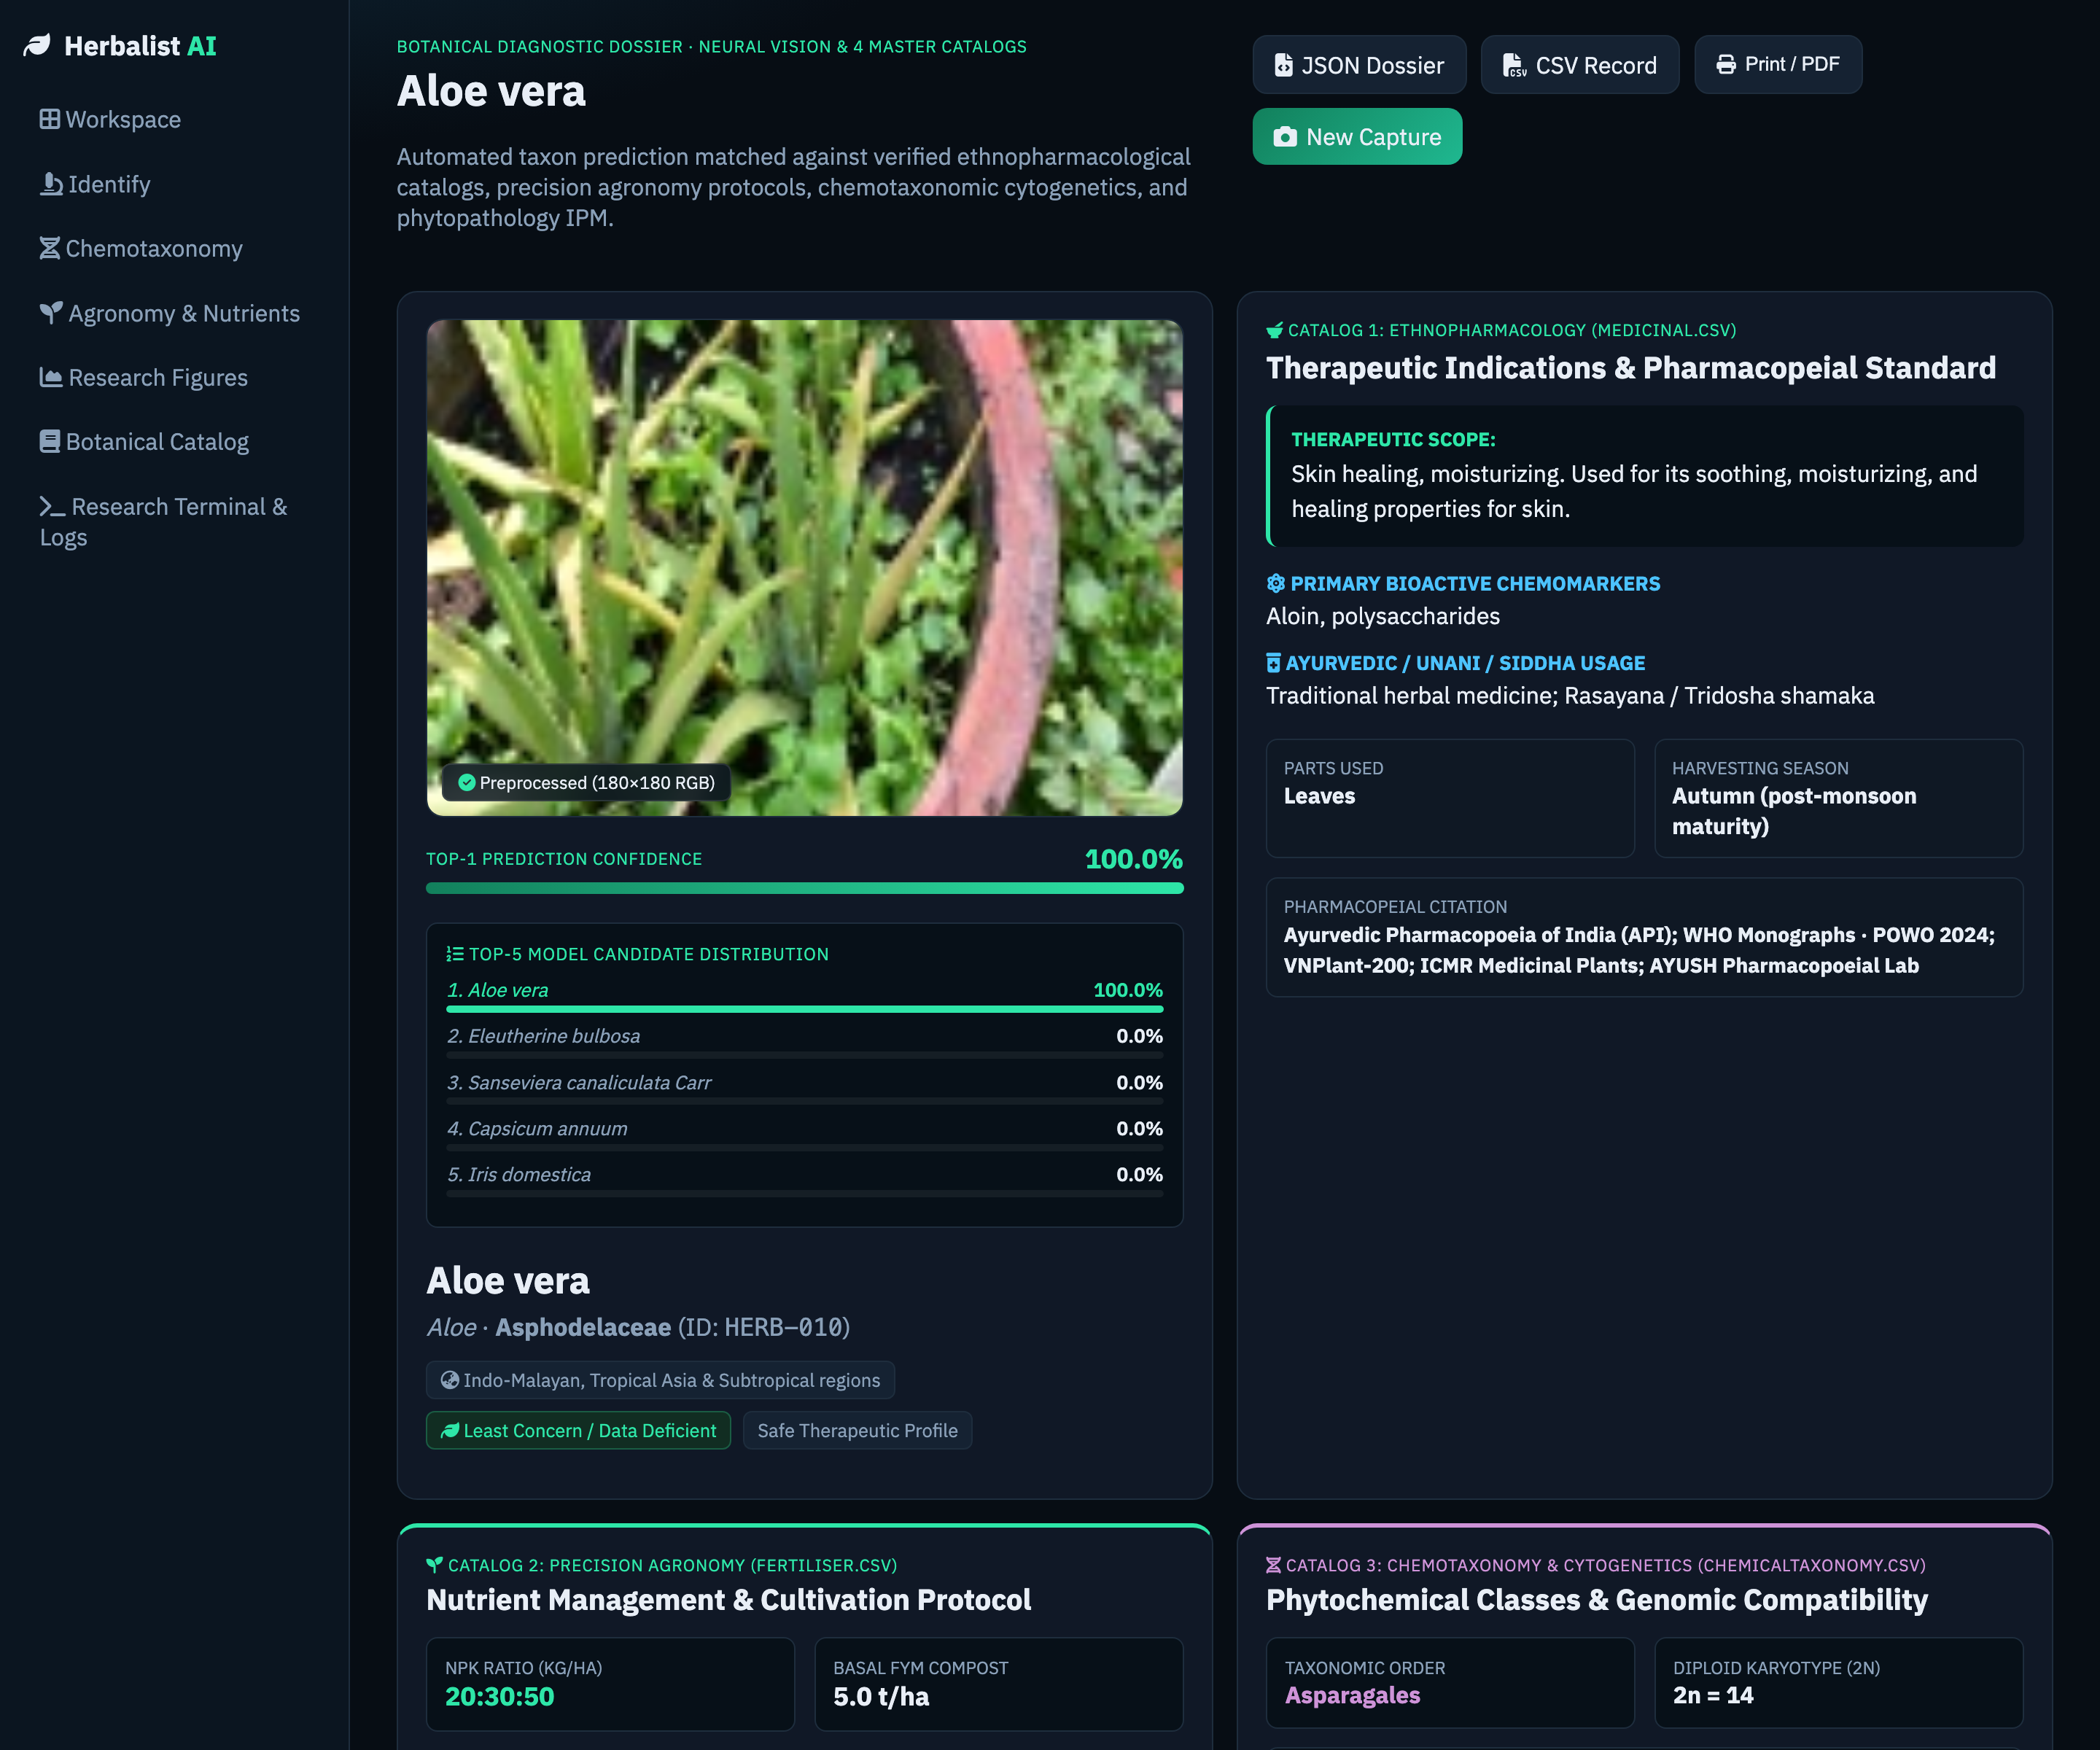 Herbalist AI
Workspace
Identify
Chemotaxonomy
Agronomy & Nutrients
Research Figures
Botanical Catalog
Research Terminal &
Logs
BOTANICAL DIAGNOSTIC DOSSIER · NEURAL VISION & 4 MASTER CATALOGS
Aloe vera
Automated taxon prediction matched against verified ethnopharmacological
catalogs, precision agronomy protocols, chemotaxonomic cytogenetics, and
phytopathology IPM.
JSON Dossier
CSV Record
Print / PDF
New Capture
Preprocessed (180×180 RGB)
TOP-1 PREDICTION CONFIDENCE 100.0%
TOP-5 MODEL CANDIDATE DISTRIBUTION
1. Aloe vera 100.0%
2. Eleutherine bulbosa 0.0%
3. Sanseviera canaliculata Carr 0.0%
4. Capsicum annuum 0.0%
5. Iris domestica 0.0%
Aloe vera
Aloe · Asphodelaceae (ID: HERB-010)
Indo-Malayan, Tropical Asia & Subtropical regions
Least Concern / Data Deficient
Safe Therapeutic Profile
CATALOG 1: ETHNOPHARMACOLOGY (MEDICINAL.CSV)
Therapeutic Indications & Pharmacopeial Standard
THERAPEUTIC SCOPE:
Skin healing, moisturizing. Used for its soothing, moisturizing, and
healing properties for skin.
PRIMARY BIOACTIVE CHEMOMARKERS
Aloin, polysaccharides
AYURVEDIC / UNANI / SIDDHA USAGE
Traditional herbal medicine; Rasayana / Tridosha shamaka
PARTS USED
Leaves
HARVESTING SEASON
Autumn (post-monsoon
maturity)
PHARMACOPEIAL CITATION
Ayurvedic Pharmacopoeia of India (API); WHO Monographs · POWO 2024;
VNPlant-200; ICMR Medicinal Plants; AYUSH Pharmacopoeial Lab
CATALOG 2: PRECISION AGRONOMY (FERTILISER.CSV)
Nutrient Management & Cultivation Protocol
NPK RATIO (KG/HA)
20:30:50
BASAL FYM COMPOST
5.0 t/ha
CATALOG 3: CHEMOTAXONOMY & CYTOGENETICS (CHEMICALTAXONOMY.CSV)
Phytochemical Classes & Genomic Compatibility
TAXONOMIC ORDER
Asparagales
DIPLOID KARYOTYPE (2N)
2n = 14